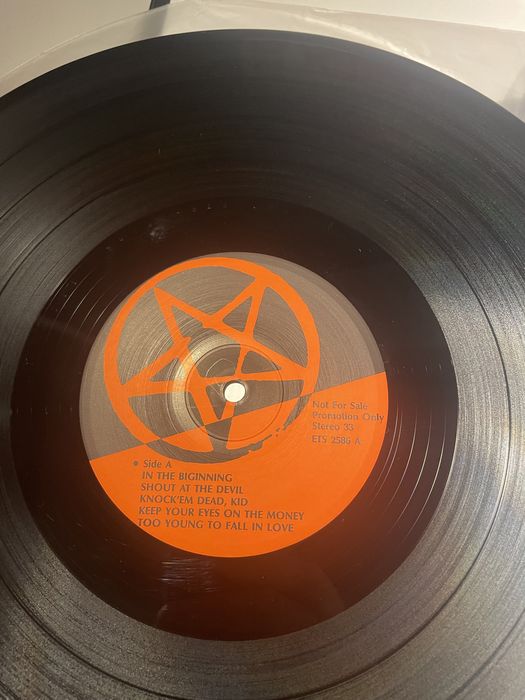 Not For Sale
Promotion Only
Stereo 33
ETS 2586 A
• Side A
IN THE BIGINNING
SHOUT AT THE DEVIL
KNOCK'EM DEAD, KID
KEEP YOUR EYES ON THE MONEY
TOO YOUNG TO FALL IN LOVE